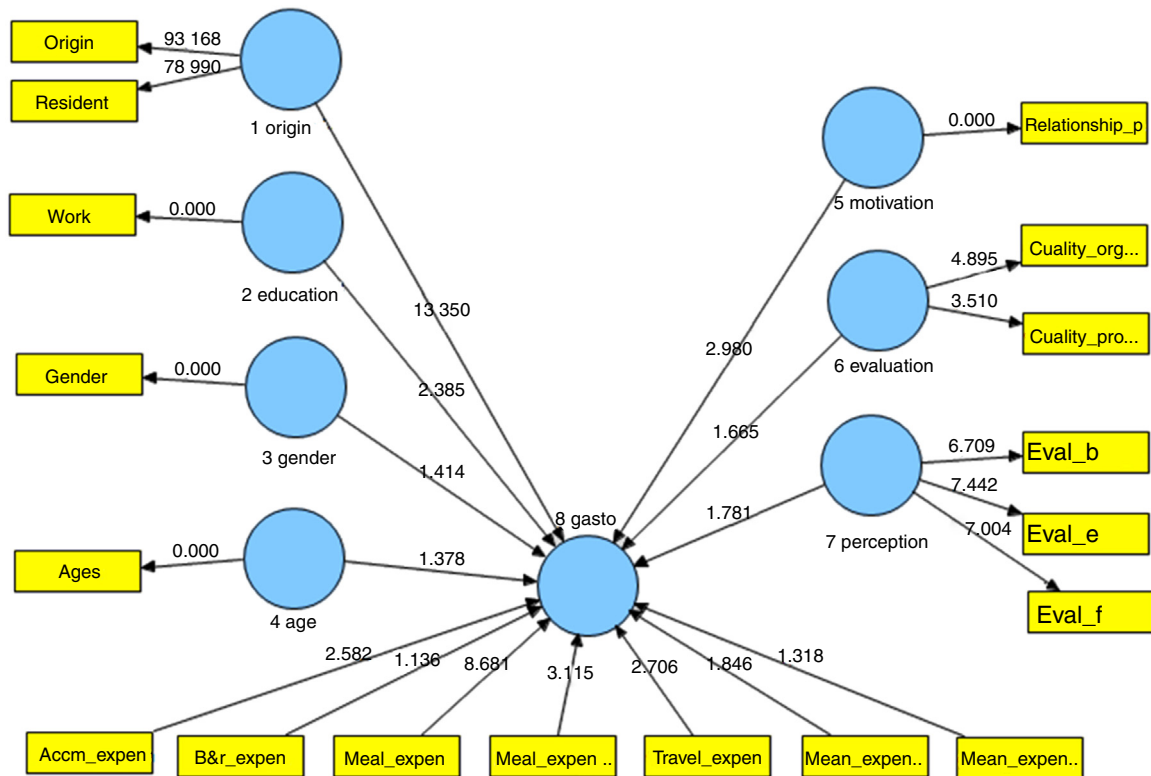 Origin
93 168
78 990
Resident
1 origin
Work
0.000
2 education
13 350
Gender
0.000
2.385
3 gender
1.414
Ages
0.000
1.378
4 age
8 gasto
Relationship_p
0.000
5 motivation
Cuality_org...
4.895
3.510
Cuality_pro...
2.980
6 evaluation
1.665
Eval_b
6.709
7.442
Eval_e
7.004
1.781
7 perception
Eval_f
2.582
1.136
8.681
3.115
2.706
1.846
1.318
Accm_expen
B&r_expen
Meal_expen
Meal_expen ..
Travel_expen
Mean_expen..
Mean_expen..